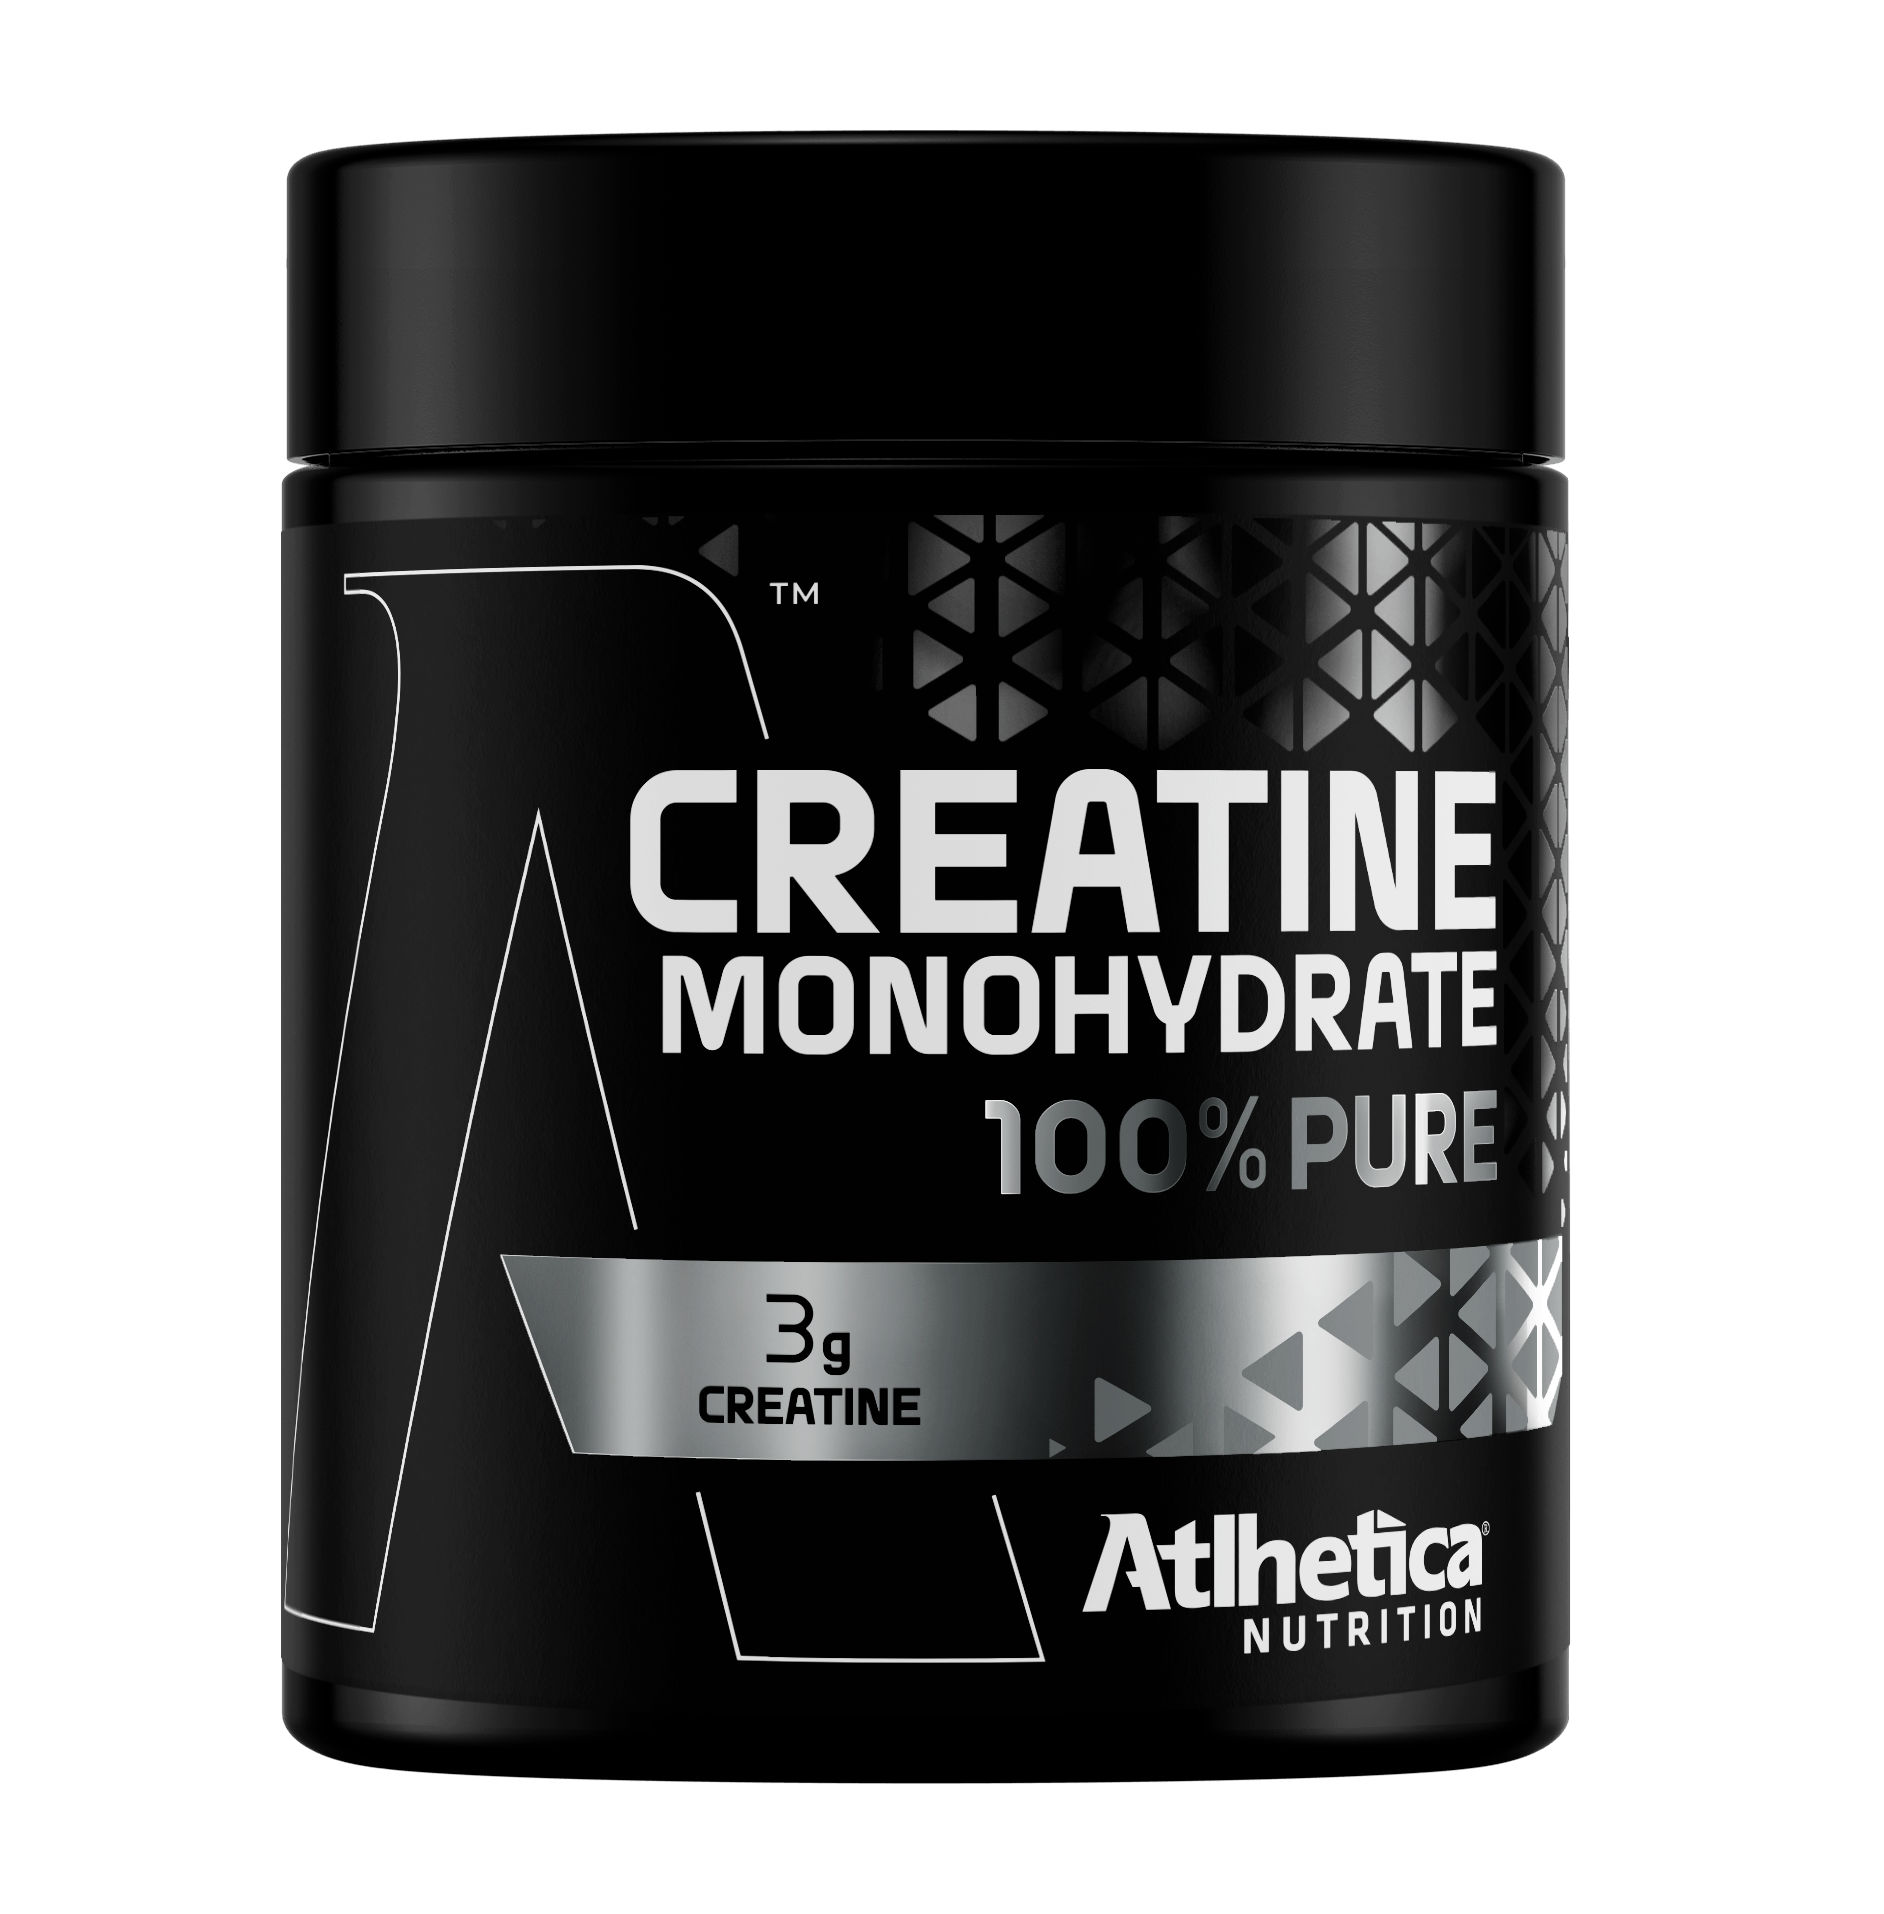 TM
CREATINE
MONOHYDRATE
100% PURE
3g
CREATINE
Atlhetica®
NUTRITION